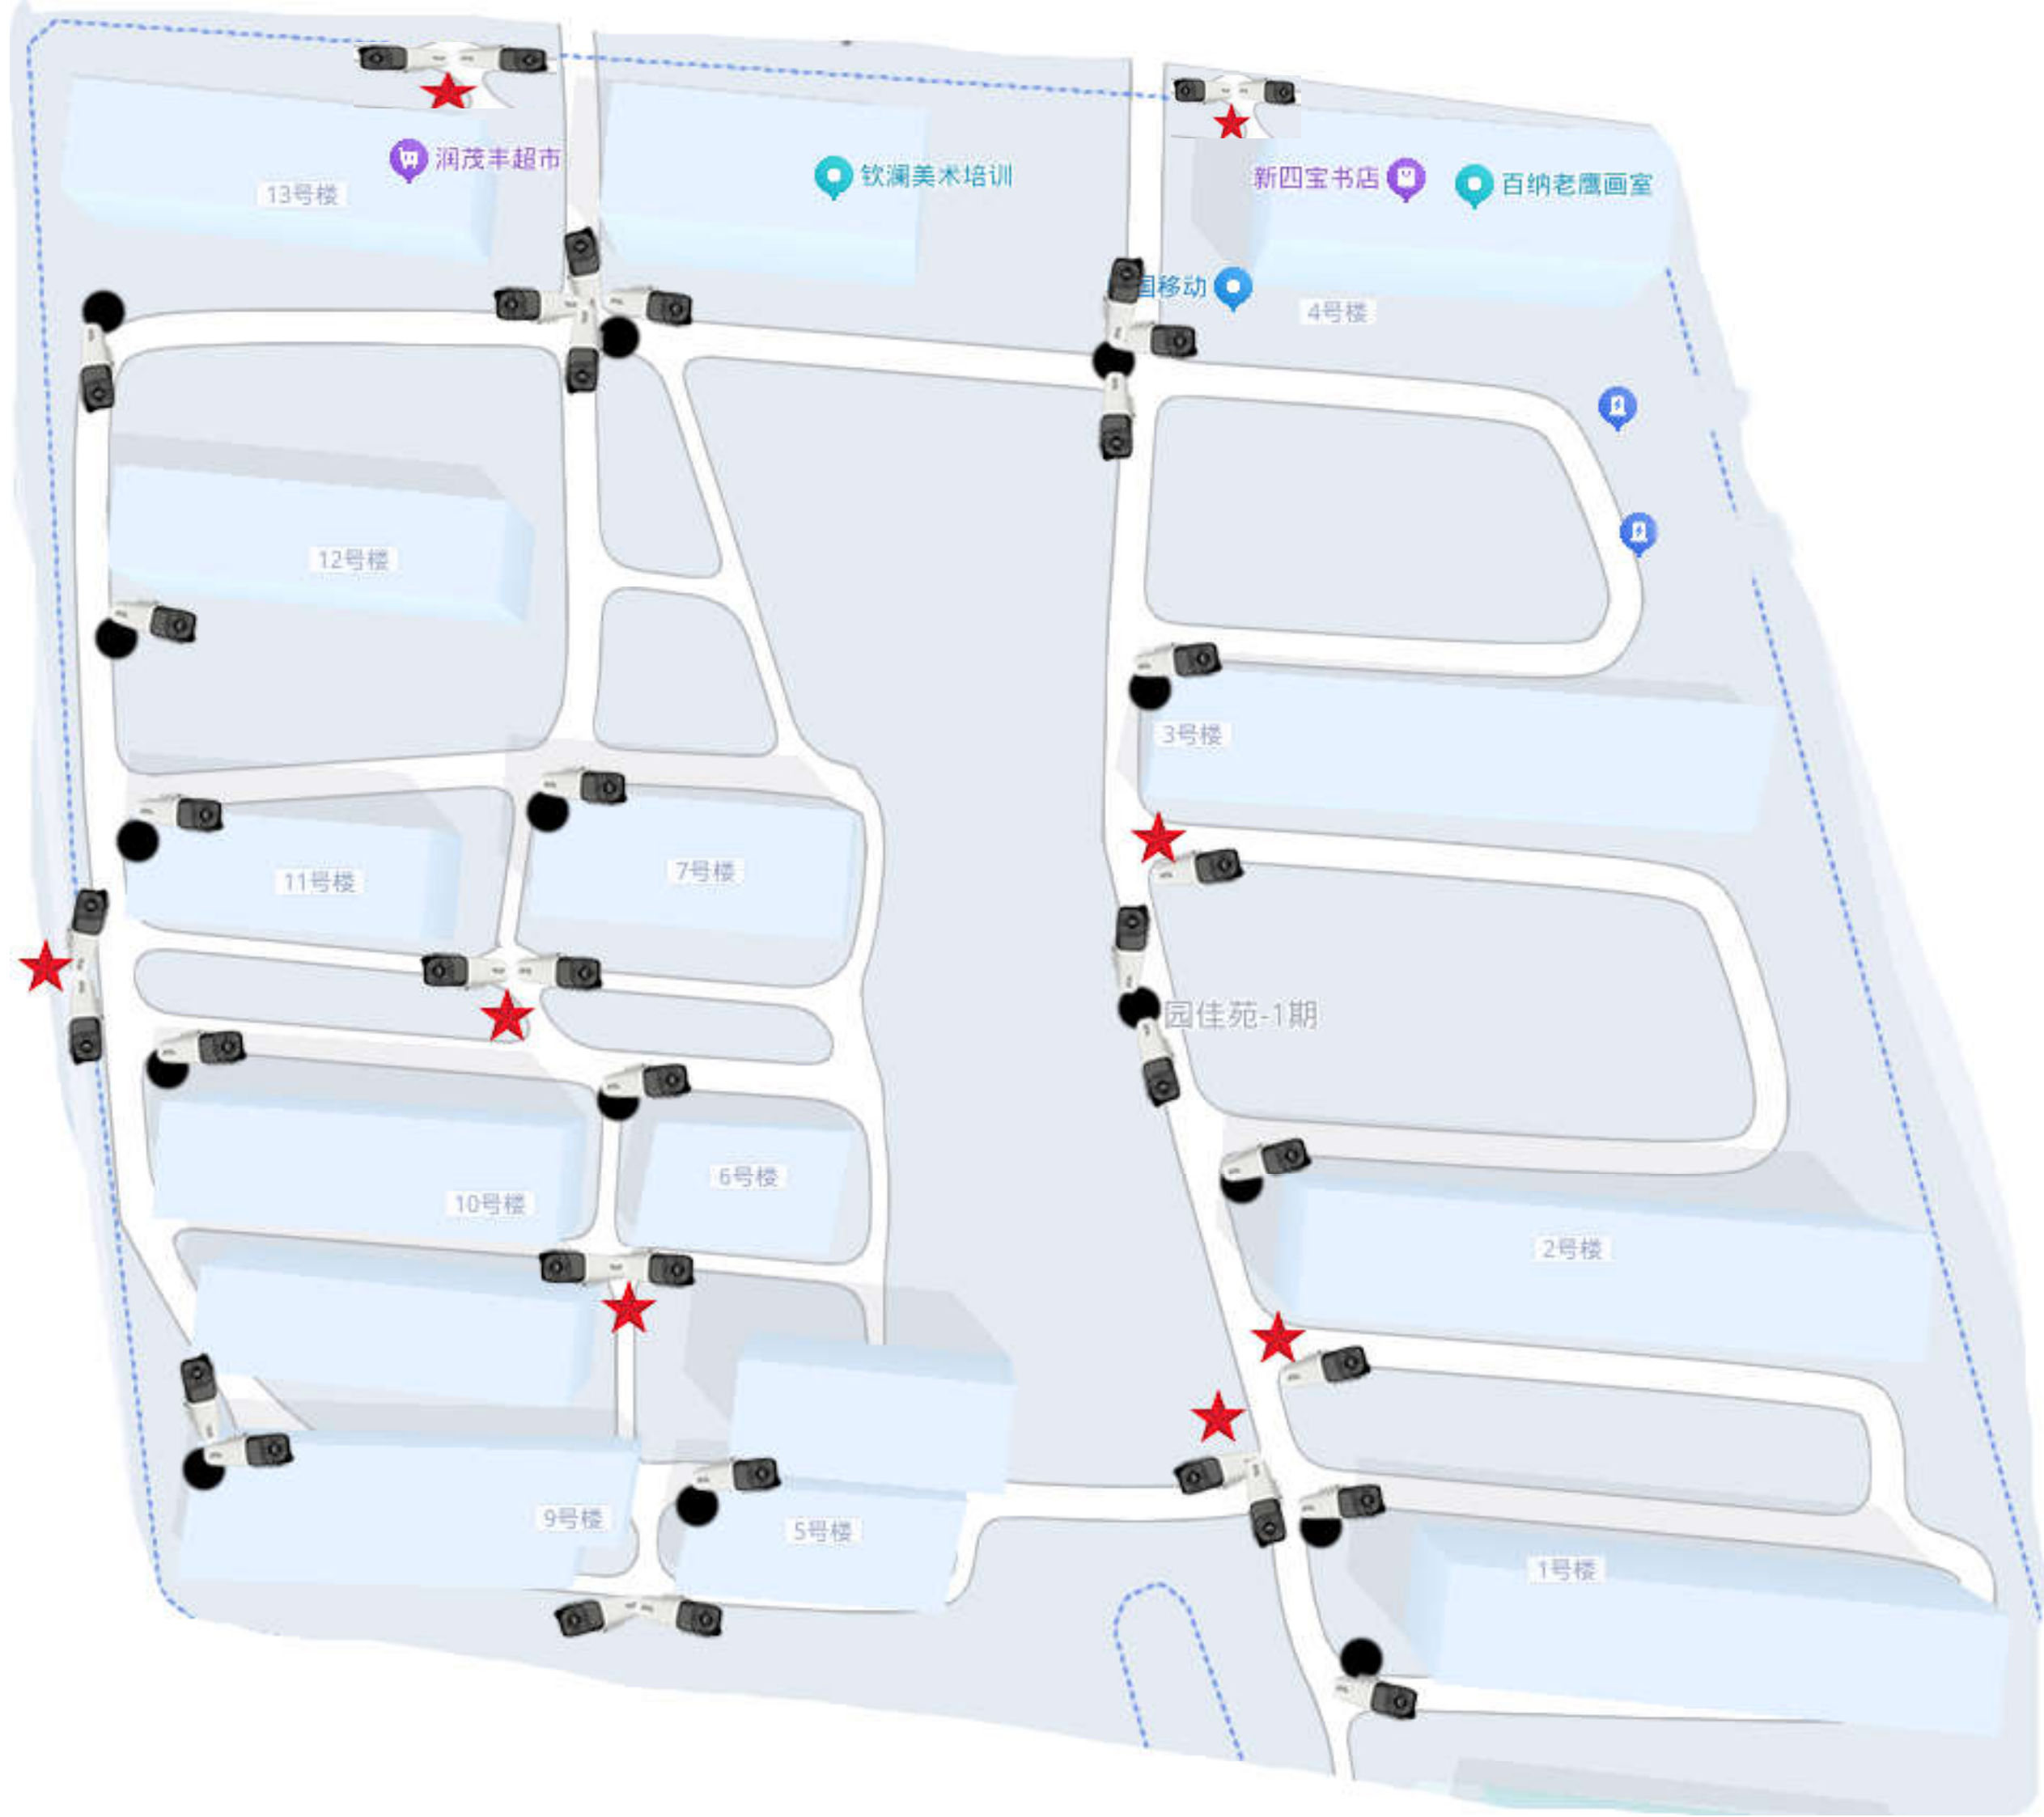 润茂丰超市
13号楼
钦澜美术培训
新四宝书店
百纳老鹰画室
国移动
4号楼
12号楼
3号楼
11号楼
7号楼
园佳苑-1期
10号楼
6号楼
2号楼
9号楼
5号楼
1号楼